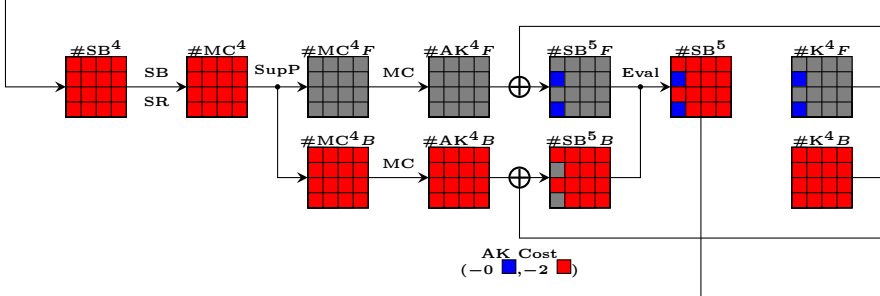 #SB⁴ #MC⁴ #MC⁴F #AK⁴F #SB⁵F #SB⁵ #K⁴F
SB SupP MC Eval
SR
#MC⁴B #AK⁴B #SB⁵B #K⁴B
MC
AK Cost
(−0 ,−2 )